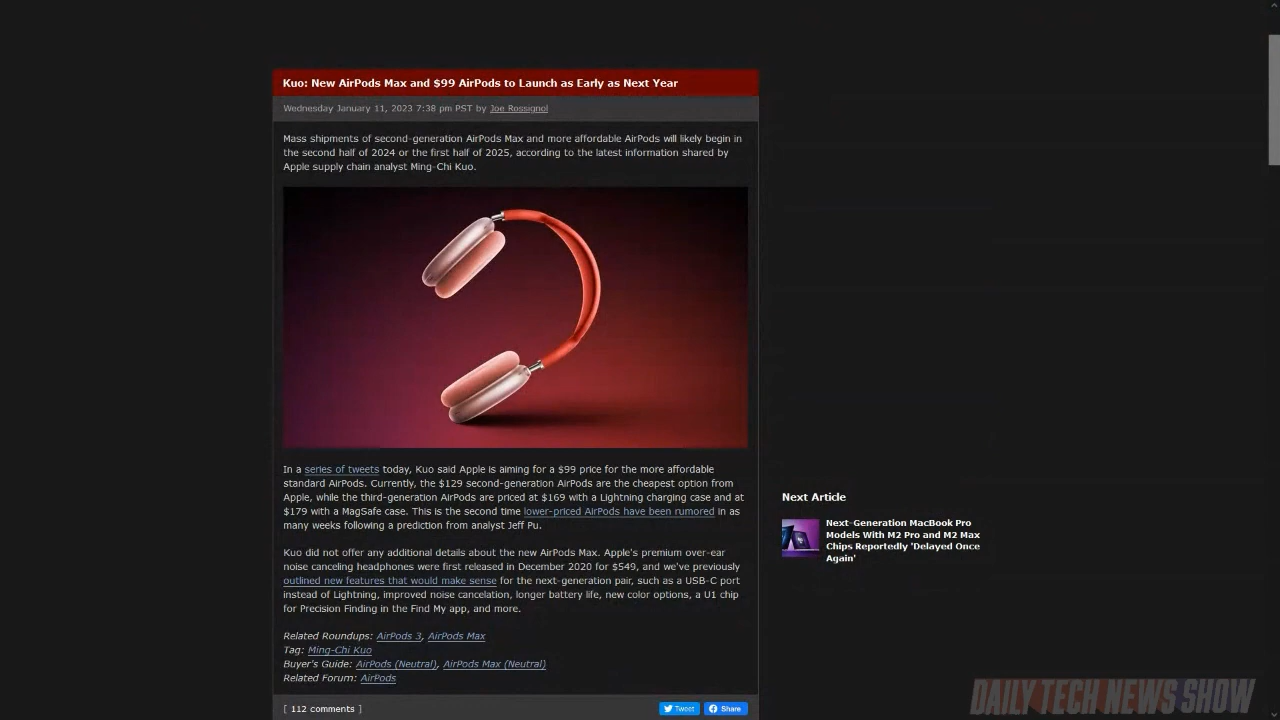 Kuo: New AirPods Max and $99 AirPods to Launch as Early as Next Year
Wednesday January 11, 2023 7:38 pm PST by Joe Rossignol
Mass shipments of second-generation AirPods Max and more affordable AirPods will likely begin in
the second half of 2024 or the first half of 2025, according to the latest information shared by
Apple supply chain analyst Ming-Chi Kuo.
In a series of tweets today, Kuo said Apple is aiming for a $99 price for the more affordable
standard AirPods. Currently, the $129 second-generation AirPods are the cheapest option from
Apple, while the third-generation AirPods are priced at $169 with a Lightning charging case and at
$179 with a MagSafe case. This is the second time lower-priced AirPods have been rumored in as
many weeks following a prediction from analyst Jeff Pu.
Kuo did not offer any additional details about the new AirPods Max. Apple's premium over-ear
noise canceling headphones were first released in December 2020 for $549, and we've previously
outlined new features that would make sense for the next-generation pair, such as a USB-C port
instead of Lightning, improved noise cancelation, longer battery life, new color options, a U1 chip
for Precision Finding in the Find My app, and more.
Related Roundups: AirPods 3, AirPods Max
Tag: Ming-Chi Kuo
Buyer's Guide: AirPods (Neutral), AirPods Max (Neutral)
Related Forum: AirPods
[ 112 comments ]
Tweet
Share
Next Article
Next-Generation MacBook Pro
Models With M2 Pro and M2 Max
Chips Reportedly 'Delayed Once
Again'
DAILY TECH NEWS SHOW